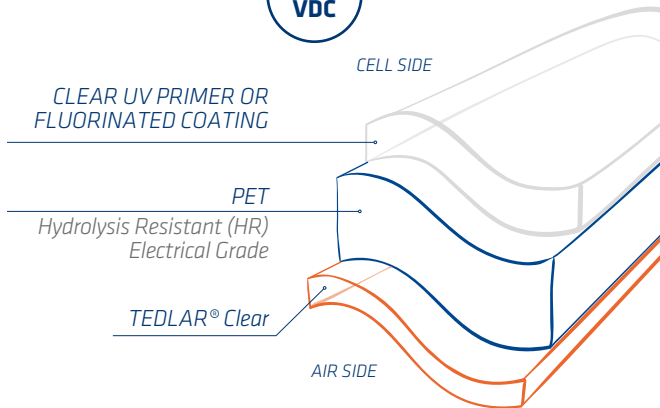 VDC
CELL SIDE
CLEAR UV PRIMER OR
FLUORINATED COATING
PET
Hydrolysis Resistant (HR)
Electrical Grade
TEDLAR® Clear
AIR SIDE